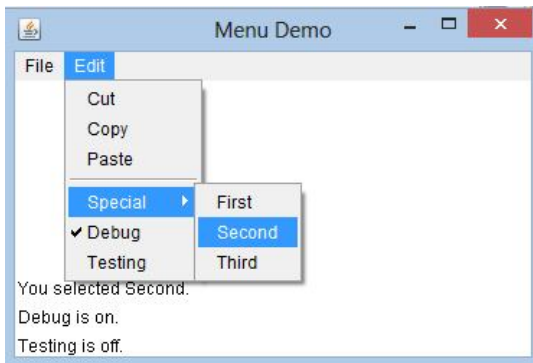 Menu Demo
File Edit
Cut
Copy
Paste
Special
First
Debug
Second
Testing
Third
You selected Second.
Debug is on.
Testing is off.